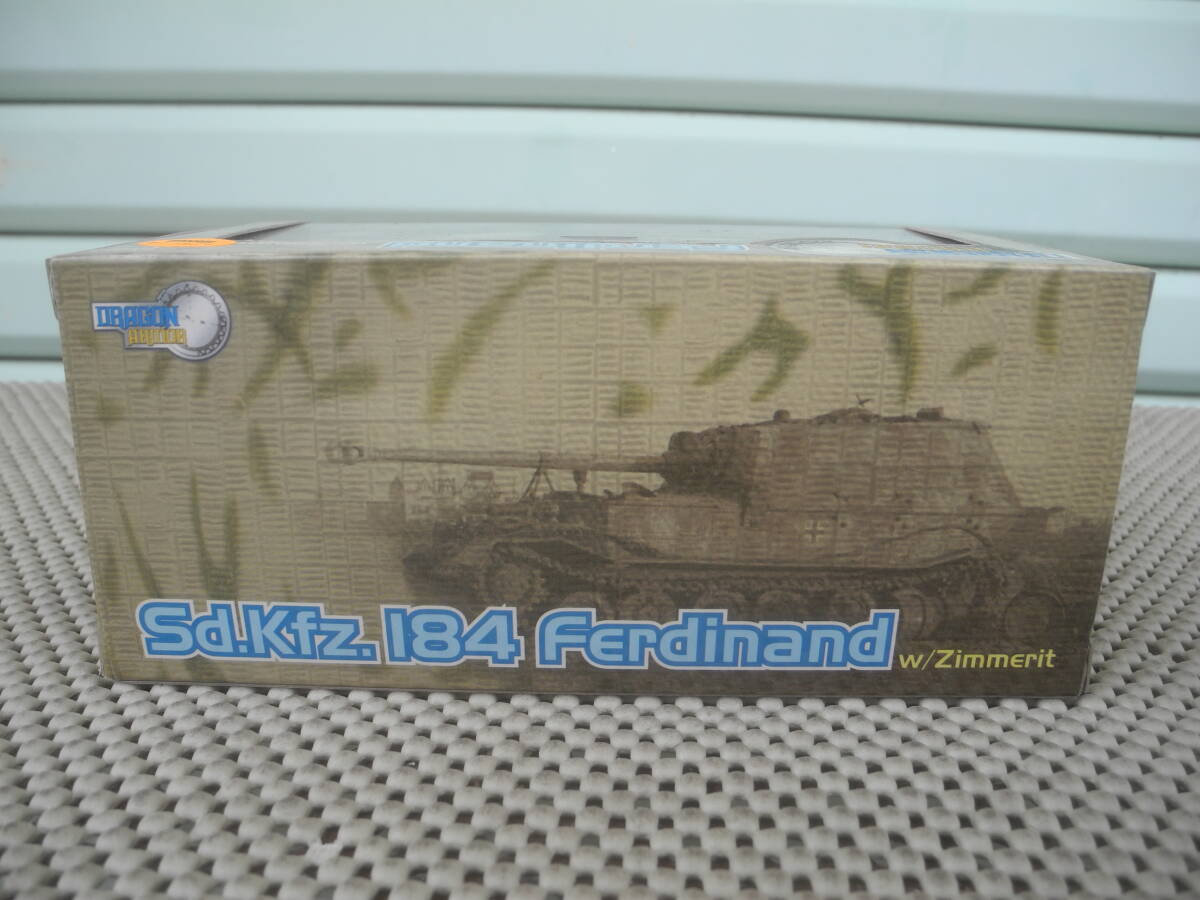 DRAGON
ARMOR
Sd.Kfz.184 Ferdinand w/Zimmerit